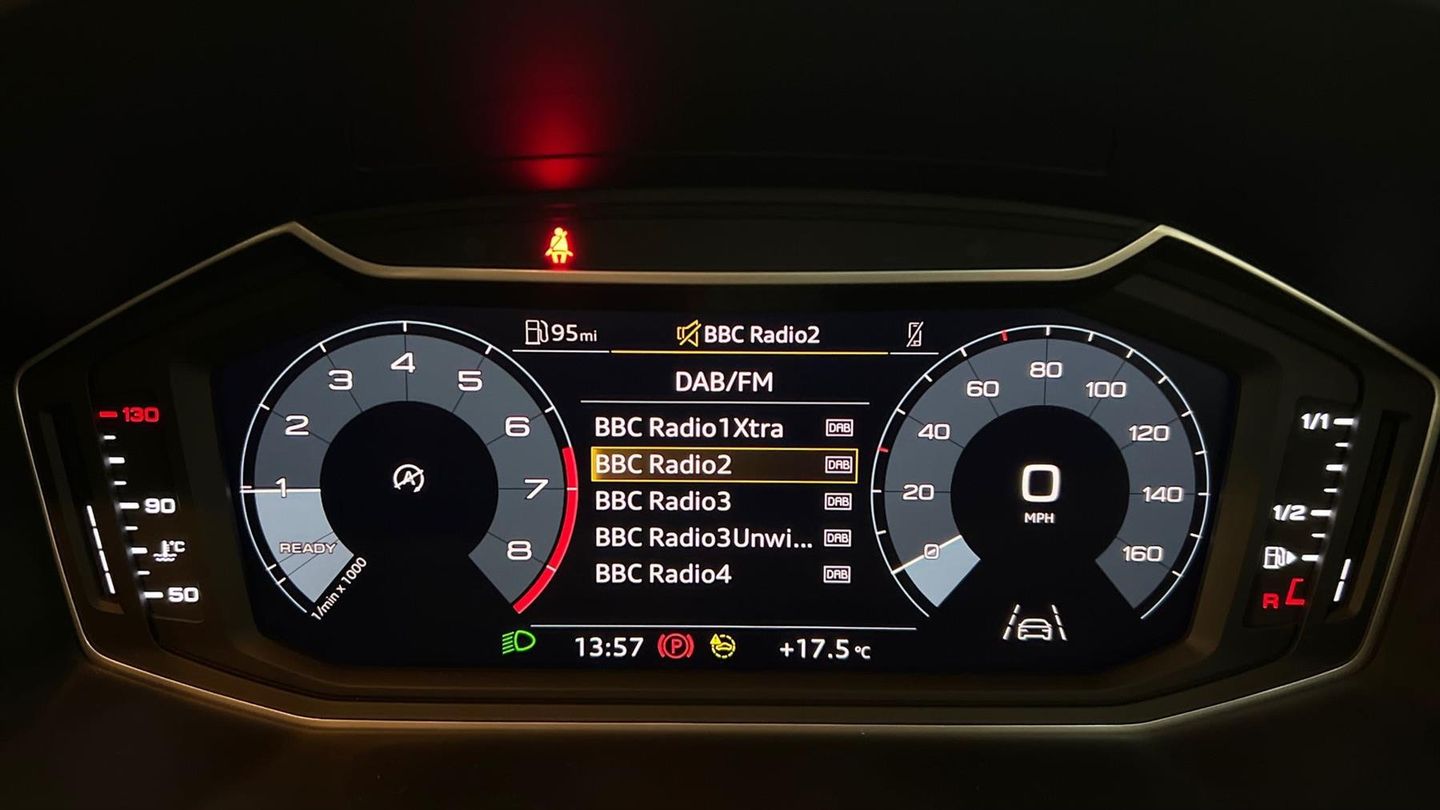 95mi
BBC Radio2
DAB/FM
BBC Radio1Xtra DAB
BBC Radio2 DAB
BBC Radio3 DAB
BBC Radio3Unwi... DAB
BBC Radio4 DAB
13:57
P
+17.5 °C
130
90
°C
50
1
2
3
4
5
6
7
8
READY
1/min x 1000
A
0
20
40
60
80
100
120
140
160
0
MPH
1/1
1/2
R